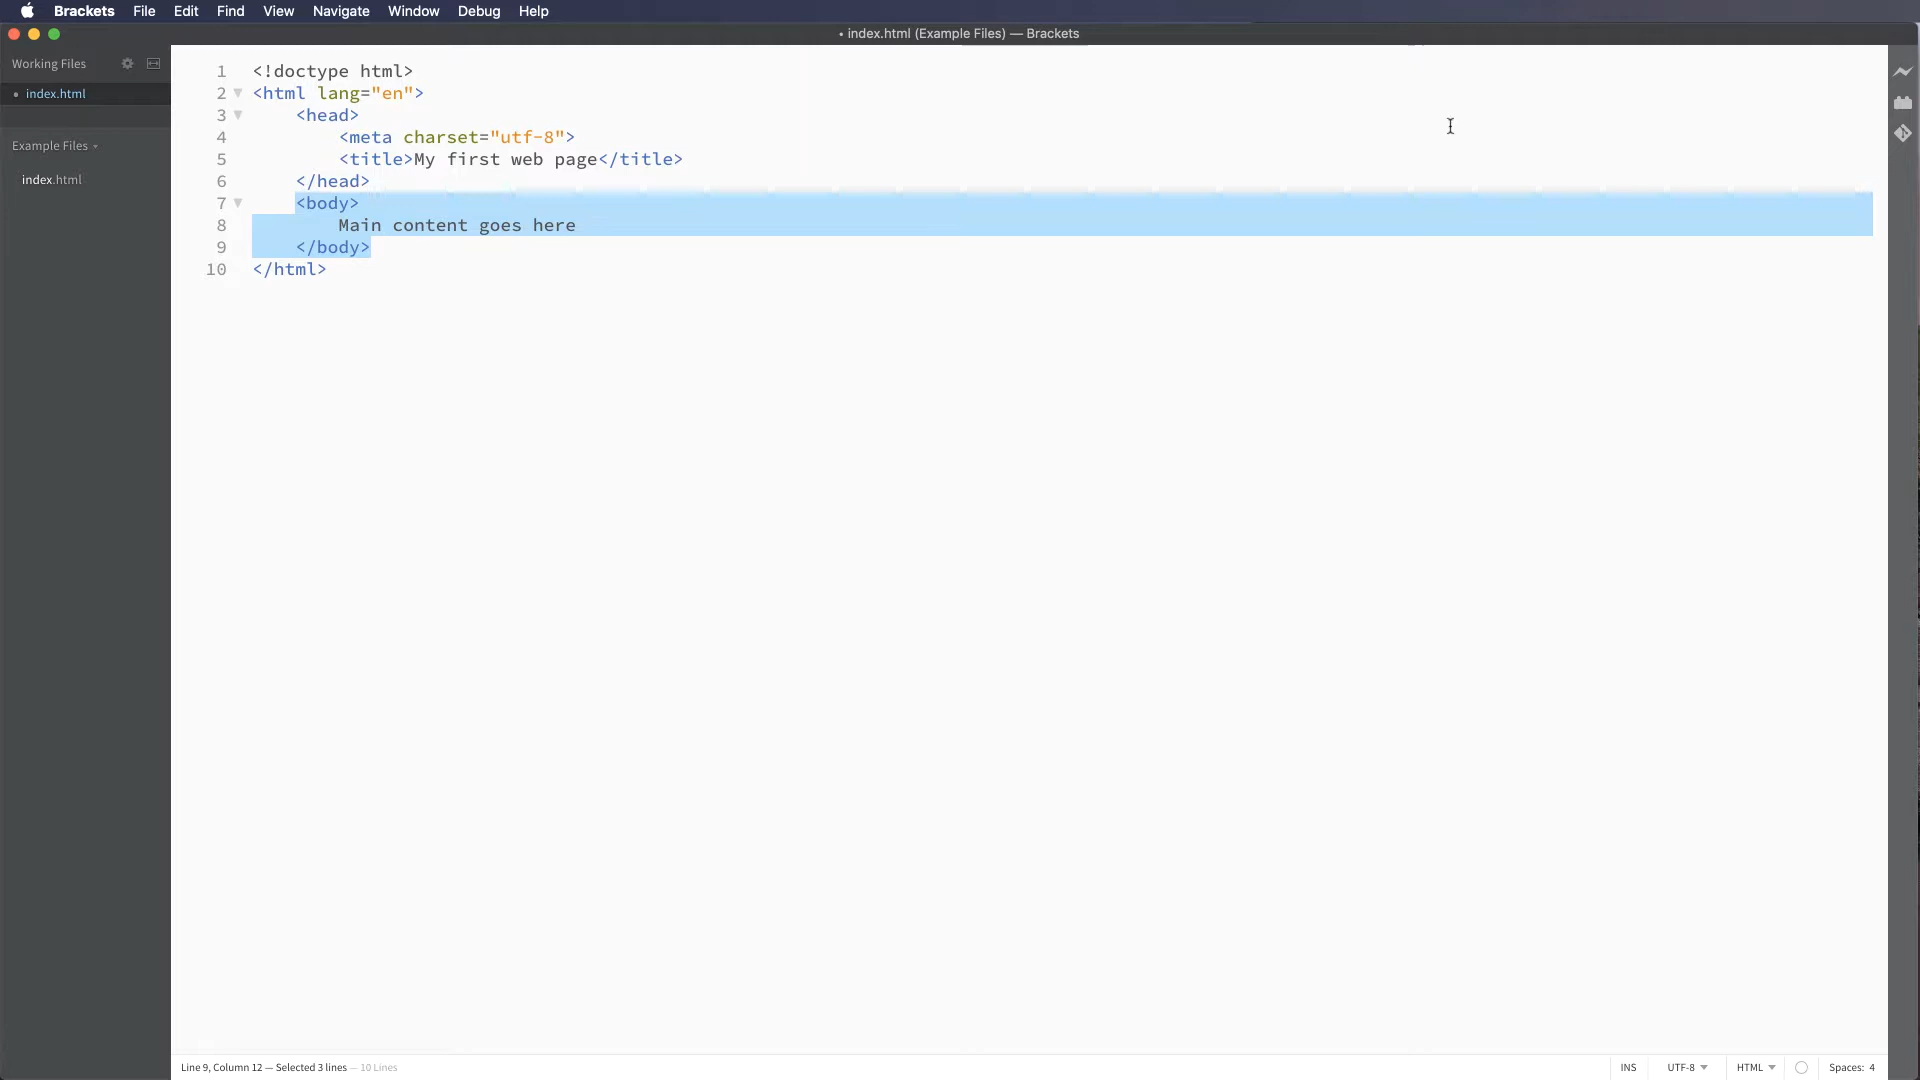 Brackets File Edit Find View Navigate Window Debug Help
• index.html (Example Files) — Brackets
Working Files
• index.html
Example Files
index.html
1 <!doctype html>
2 <html lang="en">
3 <head>
4 <meta charset="utf-8">
5 <title>My first web page</title>
6 </head>
7 <body>
8 Main content goes here
9 </body>
10 </html>
Line 9, Column 12 — Selected 3 lines — 10 Lines
INS UTF-8 HTML Spaces: 4